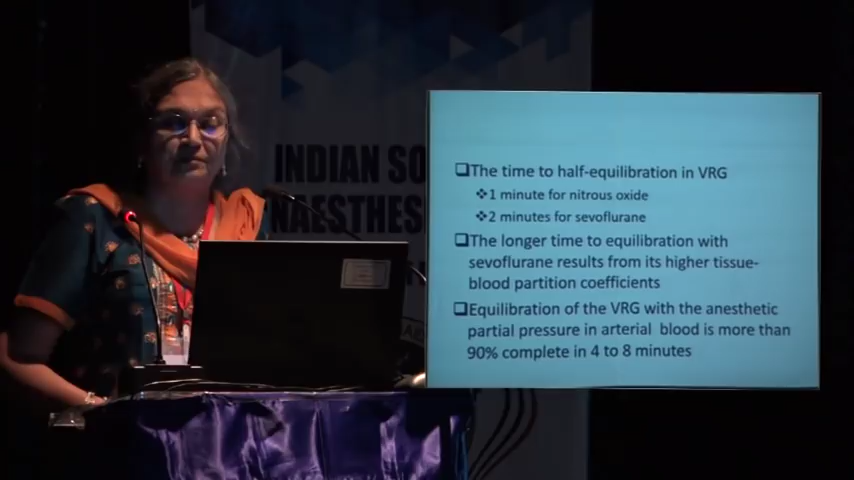 INDIAN SO
NAESTHES
❑The time to half-equilibration in VRG
❖1 minute for nitrous oxide
❖2 minutes for sevoflurane
❑The longer time to equilibration with
sevoflurane results from its higher tissue-
blood partition coefficients
❑Equilibration of the VRG with the anesthetic
partial pressure in arterial blood is more than
90% complete in 4 to 8 minutes